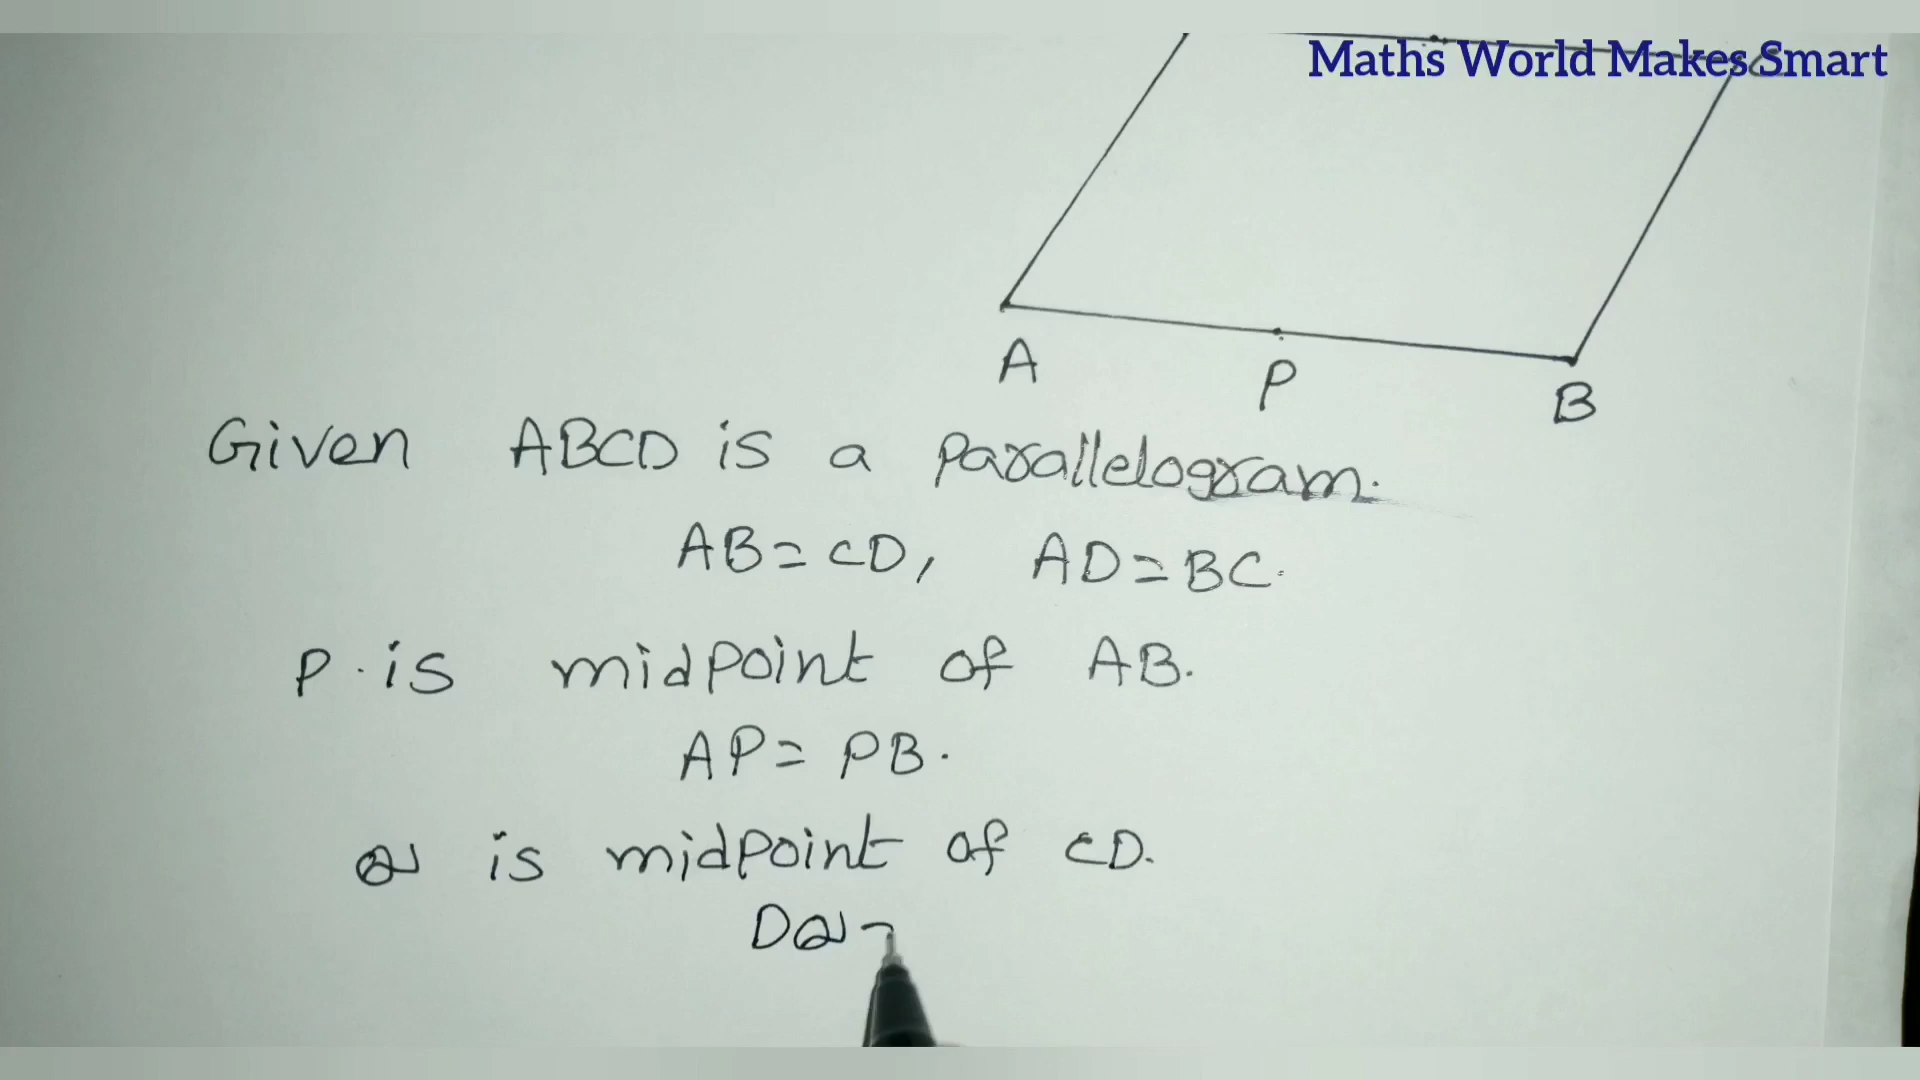 Maths World Makes Smart
C
A
P
B
Given ABCD is a parallelogram.
AB = CD, AD = BC.
P is midpoint of AB.
AP = PB.
Q is midpoint of CD.
DQ =